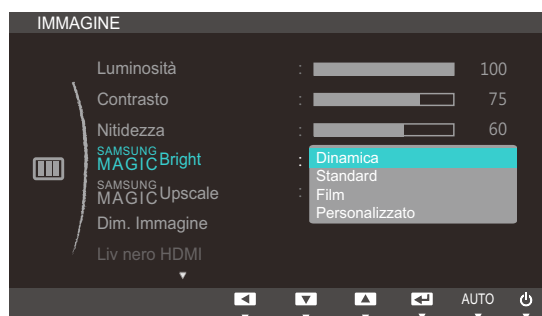 IMMAGINE
Luminosità : 100
Contrasto : 75
Nitidezza : 60
SAMSUNG MAGIC Bright : Dinamica
Standard
SAMSUNG MAGIC Upscale : Film
Personalizzato
Dim. Immagine
Liv nero HDMI
AUTO